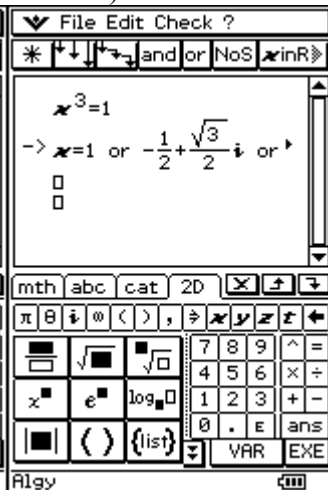 File Edit Check ?
and or NoS xinR
x³=1
-> x=1 or -1/2+√3/2 i or
mth abc cat 2D
π θ i ∞ ( ) , ⇒ x y z t ←
√■ ⁿ√□ 7 8 9 ^ =
4 5 6 × ÷
x■ e■ log■□ 1 2 3 + -
0 . E ans
|■| ( ) {list} VAR EXE
Algy